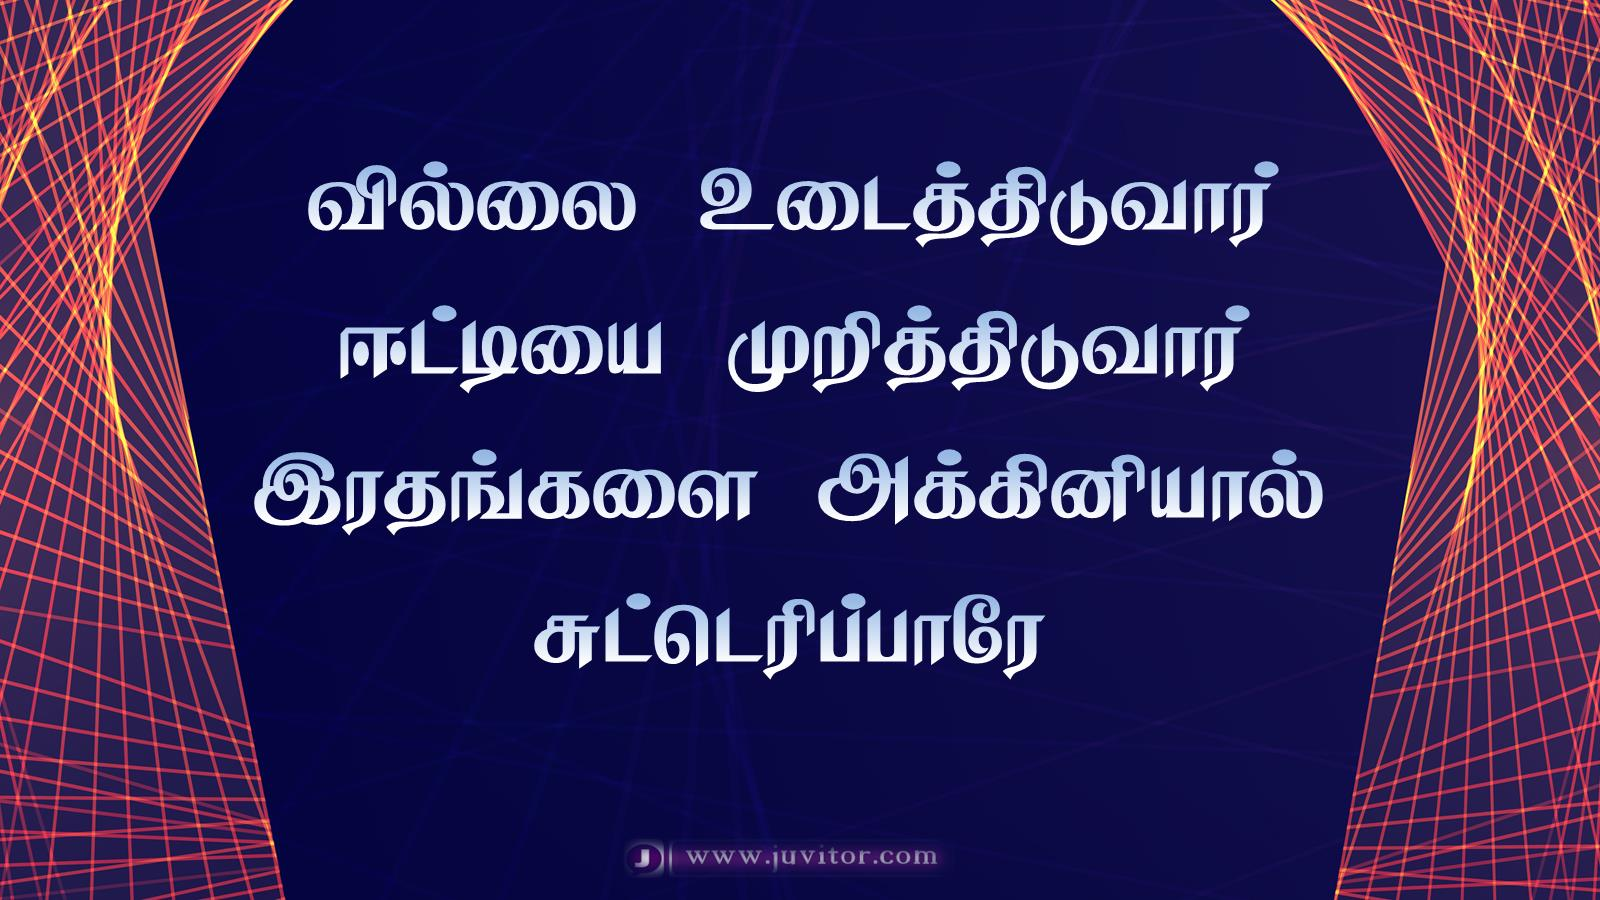 வில்லை உடைத்திடுவார்
ஈட்டியை முறித்திடுவார்
இரதங்களை அக்கினியால்
சுட்டெரிப்பாரே
J www.juvitor.com